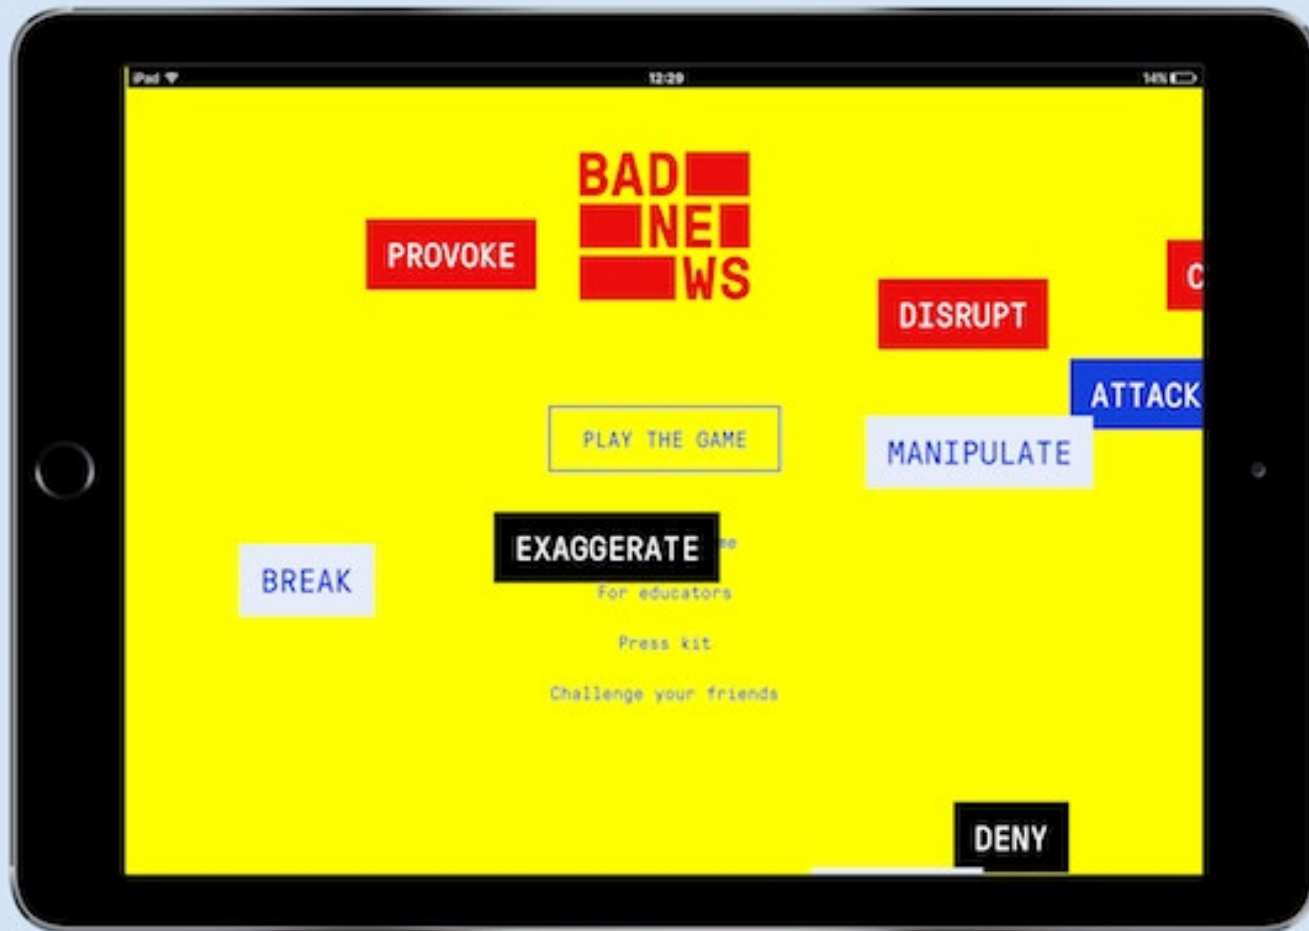 iPad
12:29
14%
BAD
NE
WS
PROVOKE
DISRUPT
C
ATTACK
PLAY THE GAME
MANIPULATE
EXAGGERATE
me
BREAK
For educators
Press kit
Challenge your friends
DENY